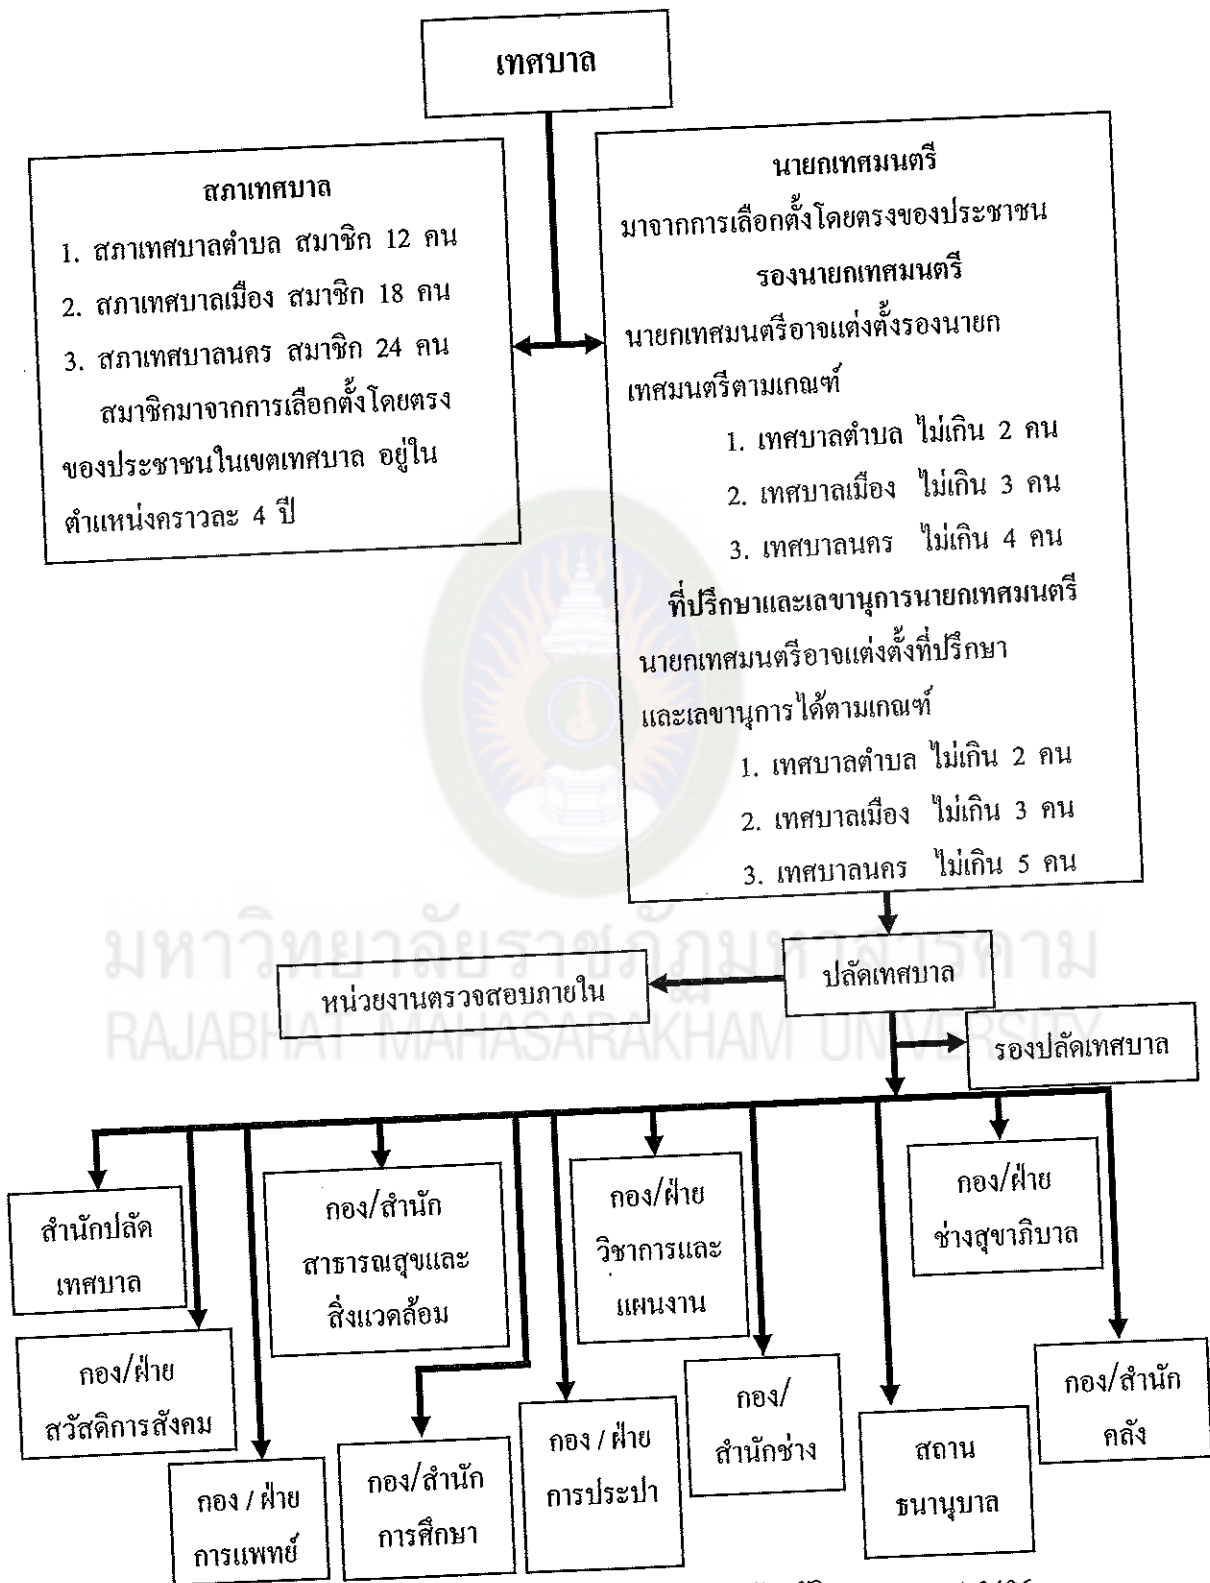 เทศบาล
สภาเทศบาล
1. สภาเทศบาลตำบล สมาชิก 12 คน
2. สภาเทศบาลเมือง สมาชิก 18 คน
3. สภาเทศบาลนคร สมาชิก 24 คน
สมาชิกมาจากการเลือกตั้งโดยตรง
ของประชาชนในเขตเทศบาล อยู่ใน
ตำแหน่งคราวละ 4 ปี
นายกเทศมนตรี
มาจากการเลือกตั้งโดยตรงของประชาชน
รองนายกเทศมนตรี
นายกเทศมนตรีอาจแต่งตั้งรองนายก
เทศมนตรีตามเกณฑ์
1. เทศบาลตำบล ไม่เกิน 2 คน
2. เทศบาลเมือง ไม่เกิน 3 คน
3. เทศบาลนคร ไม่เกิน 4 คน
ที่ปรึกษาและเลขานุการนายกเทศมนตรี
นายกเทศมนตรีอาจแต่งตั้งที่ปรึกษา
และเลขานุการได้ตามเกณฑ์
1. เทศบาลตำบล ไม่เกิน 2 คน
2. เทศบาลเมือง ไม่เกิน 3 คน
3. เทศบาลนคร ไม่เกิน 5 คน
มหาวิทยาลัยราชภัฏมหาสารคาม
RAJABHAT MAHASARAKHAM UNIVERSITY
หน่วยงานตรวจสอบภายใน
ปลัดเทศบาล
รองปลัดเทศบาล
สำนักปลัด
เทศบาล
กอง/สำนัก
สาธารณสุขและ
สิ่งแวดล้อม
กอง/ฝ่าย
วิชาการและ
แผนงาน
กอง/ฝ่าย
ช่างสุขาภิบาล
กอง/ฝ่าย
สวัสดิการสังคม
กอง / ฝ่าย
การแพทย์
กอง/สำนัก
การศึกษา
กอง / ฝ่าย
การประปา
กอง/
สำนักช่าง
สถาน
ธนานุบาล
กอง/สำนัก
คลัง